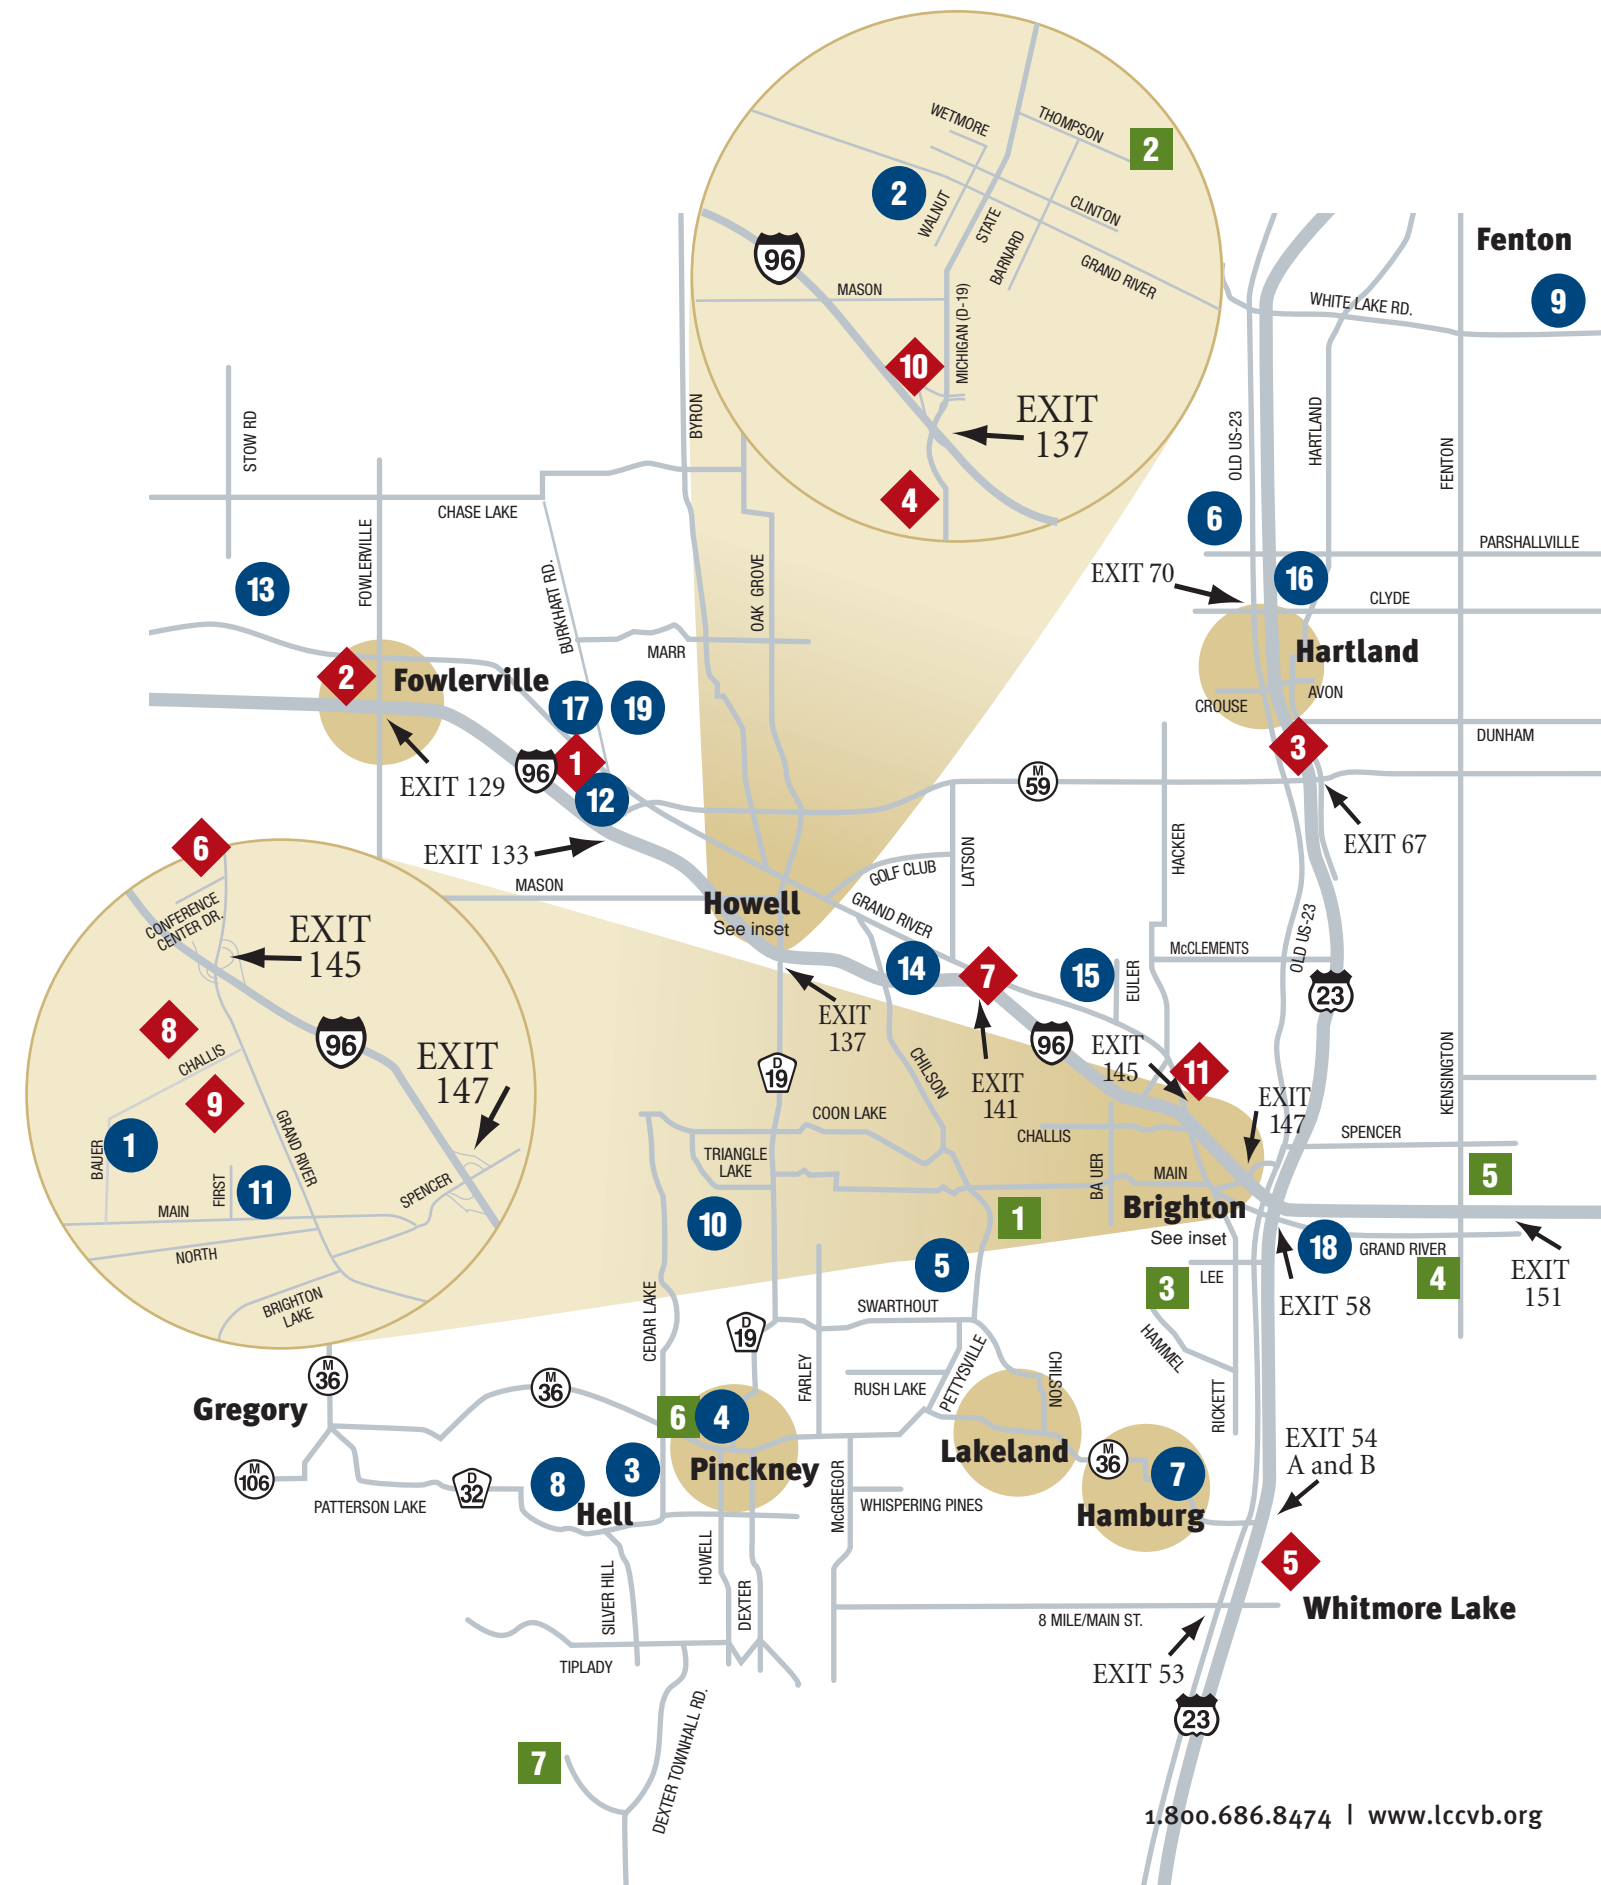 WETMORE
THOMPSON
2
2
WALNUT
STATE
CLINTON
BARNARD
GRAND RIVER
96
MASON
MICHIGAN (D-19)
10
EXIT
137
4
Fenton
9
WHITE LAKE RD.
STOW RD
BYRON
OLD US-23
HARTLAND
FENTON
CHASE LAKE
FOWLERVILLE
6
PARSHALLVILLE
13
BURKHART RD.
OAK GROVE
EXIT 70
16
CLYDE
MARR
Hartland
2
Fowlerville
17
19
AVON
CROUSE
3
DUNHAM
EXIT 129
96
1
12
M
59
EXIT 67
EXIT 133
HACKER
LATSON
GOLF CLUB
MASON
Howell
See inset
GRAND RIVER
6
CONFERENCE
CENTER DR.
EXIT
145
8
CHALLIS
96
EXIT
147
9
1
BAUER
GRAND RIVER
FIRST
11
SPENCER
MAIN
NORTH
BRIGHTON
LAKE
McCLEMENTS
OLD US-23
14
7
15
EULER
23
EXIT
137
96
EXIT
145
11
EXIT
141
D
19
CHILSON
EXIT
147
KENSINGTON
COON LAKE
CHALLIS
SPENCER
TRIANGLE
LAKE
BA UER
MAIN
5
10
1
Brighton
See inset
18
GRAND RIVER
5
3
LEE
4
EXIT
151
EXIT 58
CEDAR LAKE
SWARTHOUT
D
19
HAMMEL
M
36
M
36
FARLEY
RUSH LAKE
PETTYSVILLE
CHILSON
RICKETT
Gregory
6
4
Lakeland
EXIT 54
A and B
M
106
D
32
8
3
Pinckney
M
36
7
PATTERSON LAKE
Hell
McGREGOR
WHISPERING PINES
Hamburg
HOWELL
5
SILVER HILL
DEXTER
Whitmore Lake
8 MILE/MAIN ST.
TIPLADY
EXIT 53
23
7
DEXTER TOWNHALL RD.
1.800.686.8474 | www.lccvb.org